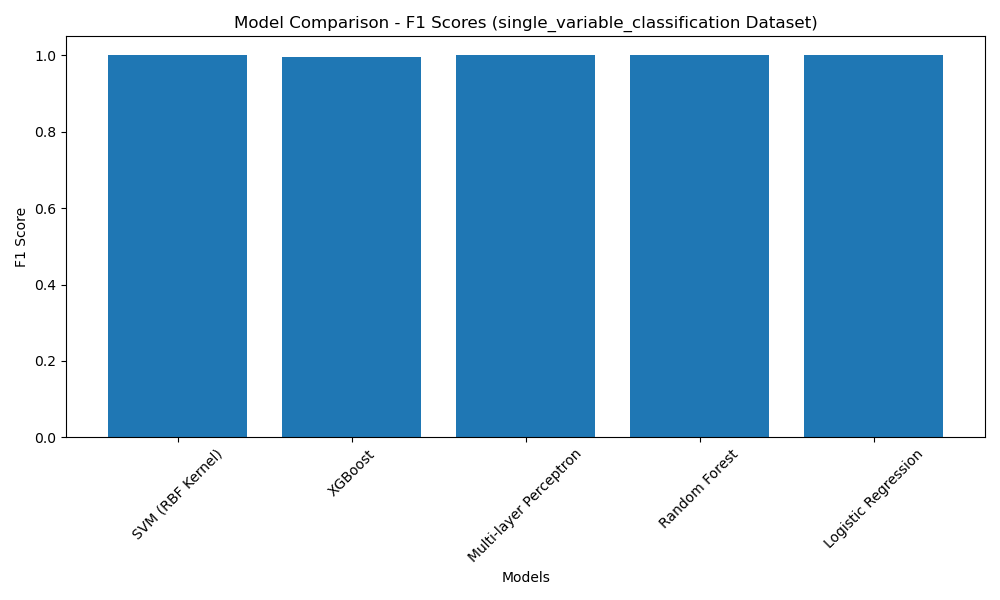 Model Comparison - F1 Scores (single_variable_classification Dataset)
F1 Score
1.0
0.8
0.6
0.4
0.2
0.0
SVM (RBF Kernel)
XGBoost
Multi-layer Perceptron
Random Forest
Logistic Regression
Models